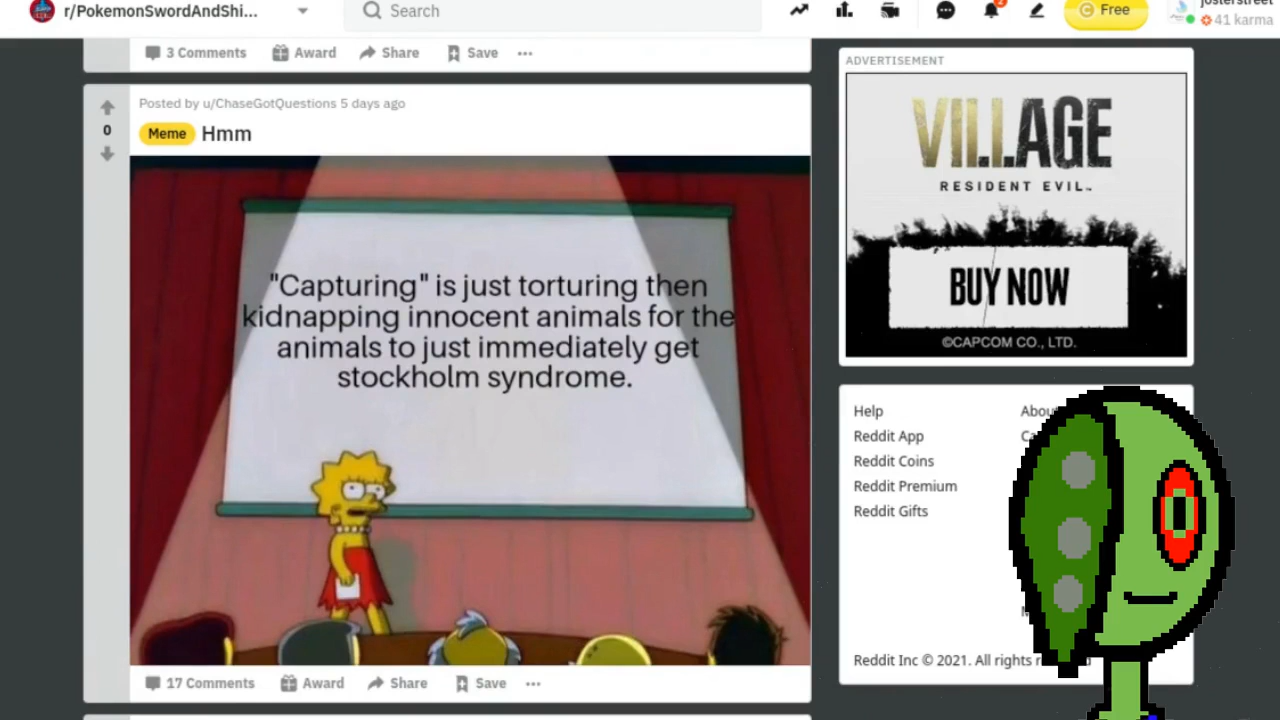 r/PokemonSwordAndShi...
Search
2
Free
josterstreet
41 karma
3 Comments Award Share Save ...
ADVERTISEMENT
VILLAGE
RESIDENT EVIL™
BUY NOW
©CAPCOM CO., LTD.
Posted by u/ChaseGotQuestions 5 days ago
0
Meme Hmm
"Capturing" is just torturing then
kidnapping innocent animals for the
animals to just immediately get
stockholm syndrome.
17 Comments Award Share Save ...
Help
Reddit App
Reddit Coins
Reddit Premium
Reddit Gifts
Abou
Reddit Inc © 2021. All rights r